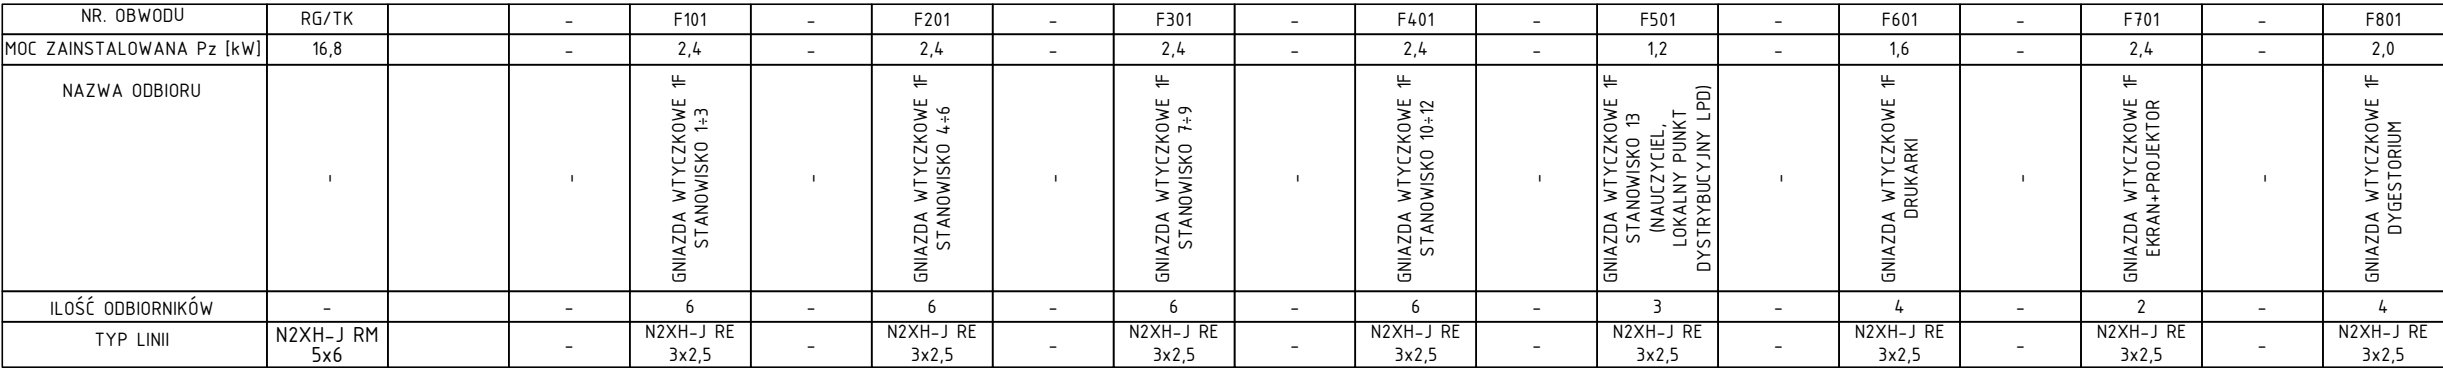 NR. OBWODU RG/TK - F101 - F201 - F301 - F401 - F501 - F601 - F701 - F801
MOC ZAINSTALOWANA Pz [kW] 16,8 - 2,4 - 2,4 - 2,4 - 2,4 - 1,2 - 1,6 - 2,4 - 2,0
NAZWA ODBIORU
-
-
GNIAZDA WTYCZKOWE 1F
STANOWISKO 1÷3
-
GNIAZDA WTYCZKOWE 1F
STANOWISKO 4÷6
-
GNIAZDA WTYCZKOWE 1F
STANOWISKO 7÷9
-
GNIAZDA WTYCZKOWE 1F
STANOWISKO 10÷12
-
GNIAZDA WTYCZKOWE 1F
STANOWISKO 13
(NAUCZYCIEL,
LOKALNY PUNKT
DYSTRYBUCYJNY LPD)
-
GNIAZDA WTYCZKOWE 1F
DRUKARKI
-
GNIAZDA WTYCZKOWE 1F
EKRAN+PROJEKTOR
-
GNIAZDA WTYCZKOWE 1F
DYGESTORIUM
ILOŚĆ ODBIORNIKÓW - - 6 - 6 - 6 - 6 - 3 - 4 - 2 - 4
TYP LINII
N2XH-J RM
5x6
-
N2XH-J RE
3x2,5
-
N2XH-J RE
3x2,5
-
N2XH-J RE
3x2,5
-
N2XH-J RE
3x2,5
-
N2XH-J RE
3x2,5
-
N2XH-J RE
3x2,5
-
N2XH-J RE
3x2,5
-
N2XH-J RE
3x2,5